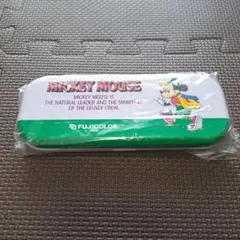 MICKEY MOUSE
MICKEY MOUSE IS
THE NATURAL LEADER AND THE SMARTEST
OF THE DISNEY CREW.
FUJICOLOR